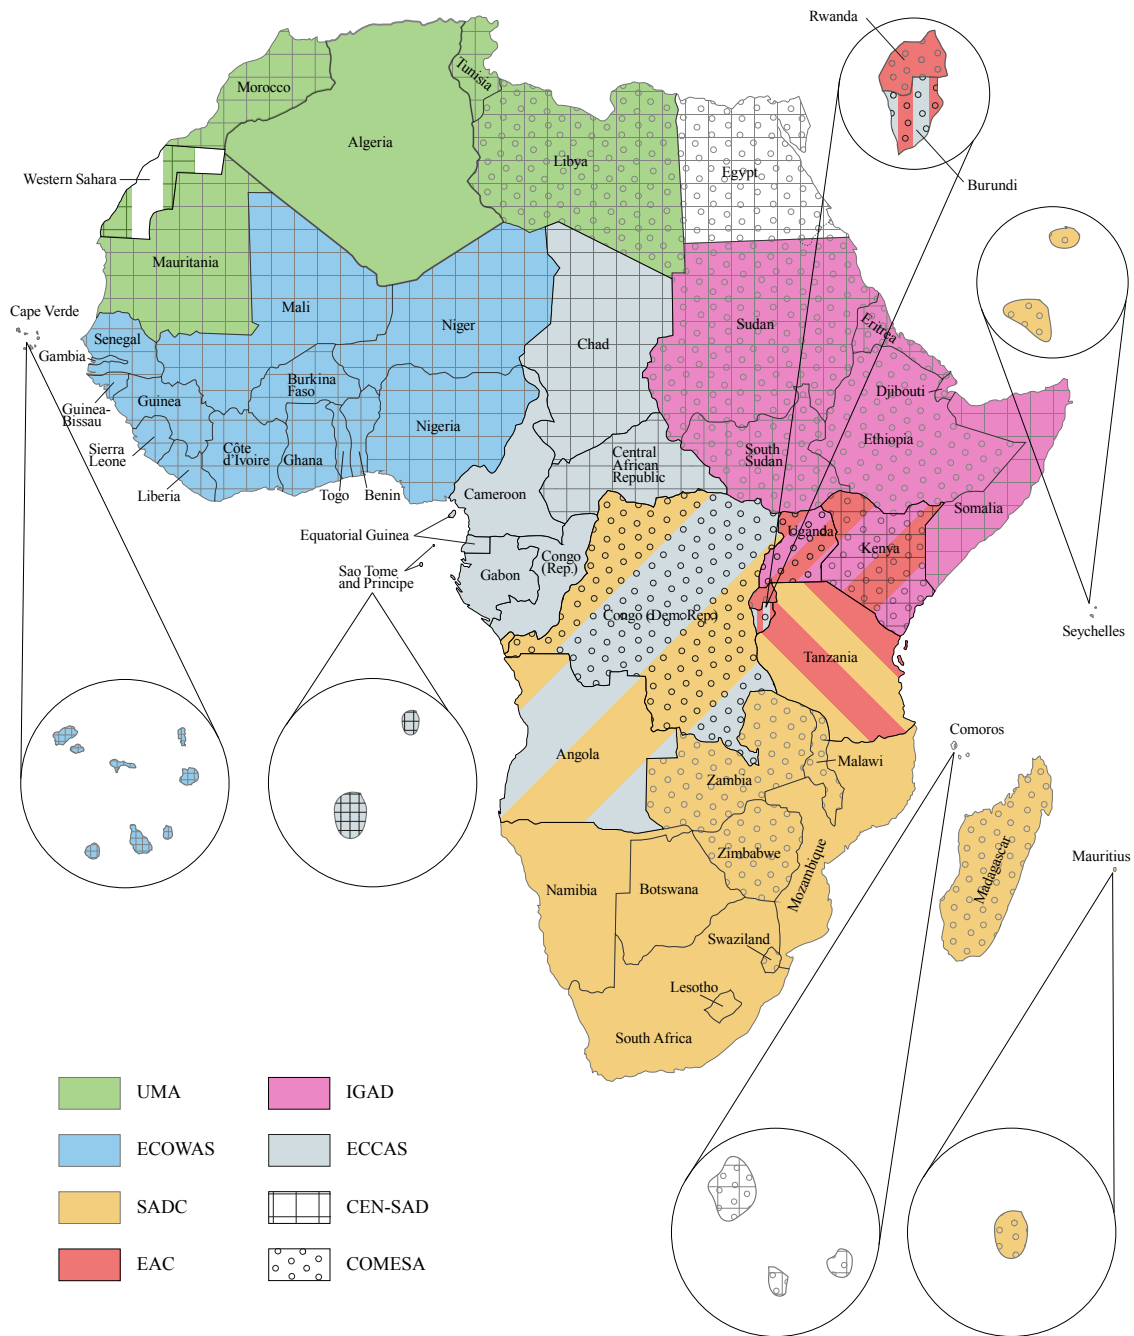 Rwanda
Morocco
Tunisia
Algeria
Libya
Egypt
Western Sahara
Burundi
Mauritania
Cape Verde
Mali
Niger
Sudan
Eritrea
Senegal
Chad
Gambia
Guinea
Burkina
Faso
Djibouti
Guinea-
Bissau
Nigeria
Ethiopia
Sierra
Leone
Côte
d'Ivoire
Ghana
South
Sudan
Central
African
Republic
Liberia
Togo
Benin
Cameroon
Somalia
Equatorial Guinea
Uganda
Kenya
Congo
(Rep.)
Sao Tome
and Principe
Gabon
Congo (Dem. Rep.)
Seychelles
Tanzania
Comoros
Angola
Malawi
Zambia
Zimbabwe
Mozambique
Madagascar
Mauritius
Namibia
Botswana
Swaziland
Lesotho
South Africa
UMA
IGAD
ECOWAS
ECCAS
SADC
CEN-SAD
EAC
COMESA